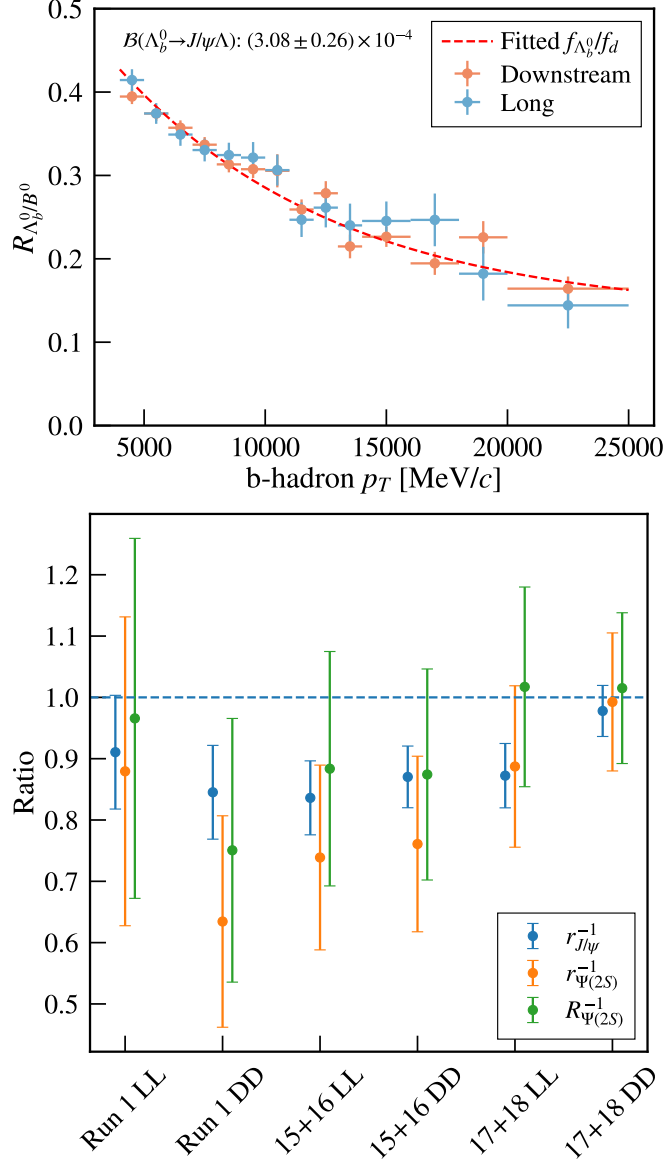 B(Λ_b^0→J/ψΛ): (3.08 ± 0.26) × 10^−4
Fitted f_{Λ_b^0}/f_d
Downstream
Long
R_{Λ_b^0/B^0}
0.4
0.3
0.2
0.1
0.0
5000 10000 15000 20000 25000
b-hadron p_T [MeV/c]
Ratio
1.2
1.1
1.0
0.9
0.8
0.7
0.6
0.5
r_{J/ψ}^{−1}
r_{Ψ(2S)}^{−1}
R_{Ψ(2S)}^{−1}
Run 1 LL
Run 1 DD
15+16 LL
15+16 DD
17+18 LL
17+18 DD